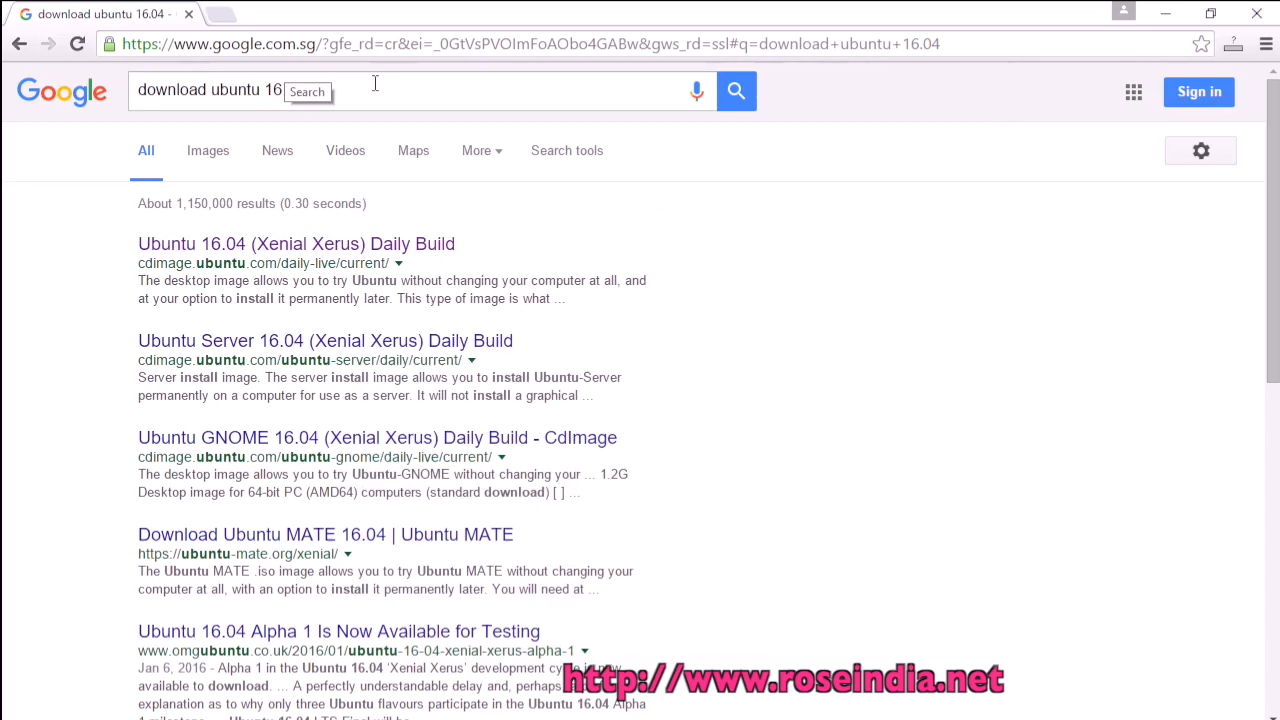 download ubuntu 16.04 -
https://www.google.com.sg/?gfe_rd=cr&ei=_0GtVsPVOImFoAObo4GABw&gws_rd=ssl#q=download+ubuntu+16.04
Google
download ubuntu 16
Search
Sign in
All Images News Videos Maps More Search tools
About 1,150,000 results (0.30 seconds)
Ubuntu 16.04 (Xenial Xerus) Daily Build
cdimage.ubuntu.com/daily-live/current/
The desktop image allows you to try Ubuntu without changing your computer at all, and
at your option to install it permanently later. This type of image is what ...
Ubuntu Server 16.04 (Xenial Xerus) Daily Build
cdimage.ubuntu.com/ubuntu-server/daily/current/
Server install image. The server install image allows you to install Ubuntu-Server
permanently on a computer for use as a server. It will not install a graphical ...
Ubuntu GNOME 16.04 (Xenial Xerus) Daily Build - CdImage
cdimage.ubuntu.com/ubuntu-gnome/daily-live/current/
The desktop image allows you to try Ubuntu-GNOME without changing your ... 1.2G
Desktop image for 64-bit PC (AMD64) computers (standard download) [ ] ...
Download Ubuntu MATE 16.04 | Ubuntu MATE
https://ubuntu-mate.org/xenial/
The Ubuntu MATE .iso image allows you to try Ubuntu MATE without changing your
computer at all, with an option to install it permanently later. You will need at ...
Ubuntu 16.04 Alpha 1 Is Now Available for Testing
www.omgubuntu.co.uk/2016/01/ubuntu-16-04-xenial-xerus-alpha-1
Jan 6, 2016 - Alpha 1 in the Ubuntu 16.04 'Xenial Xerus' development cycle is now
available to download. ... A perfectly understandable delay and, perhaps
explanation as to why only three Ubuntu flavours participate in the Ubuntu 16.04 Alpha
http://www.roseindia.net